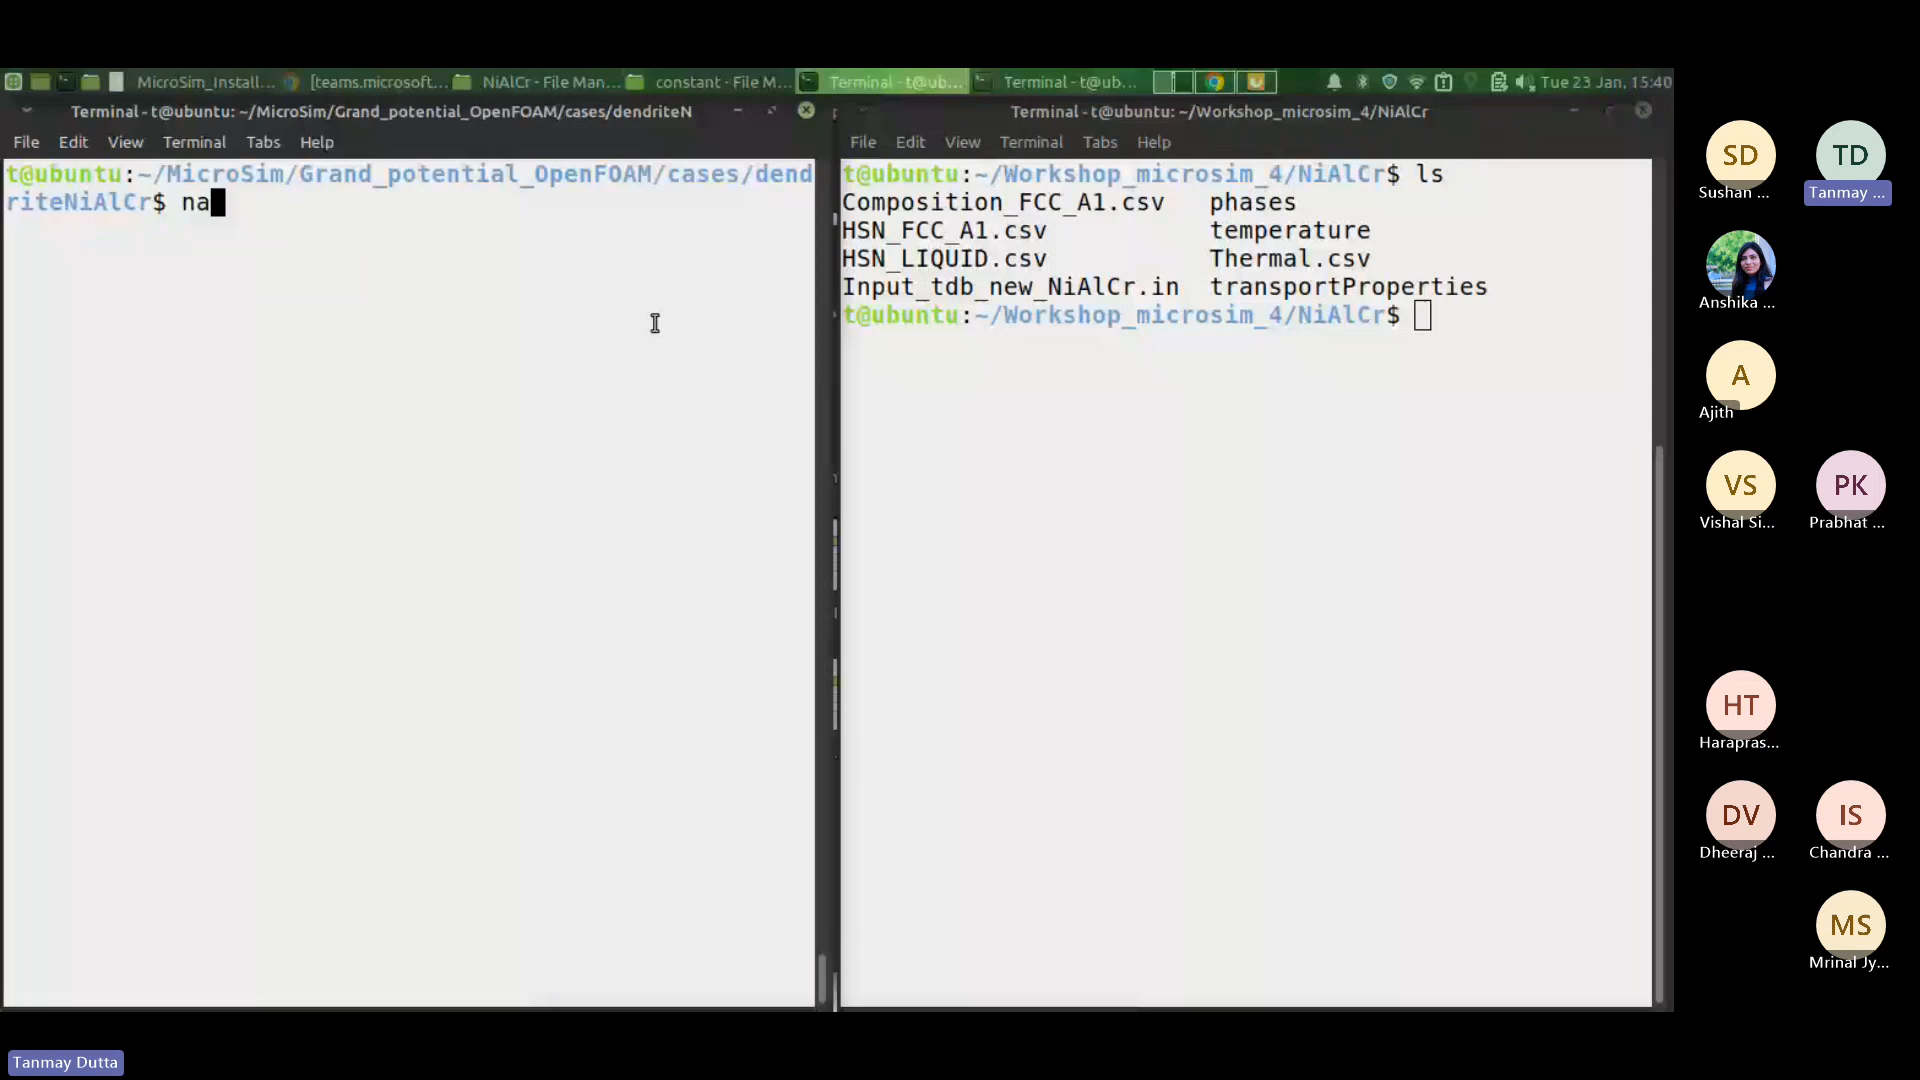 MicroSim_Install...
[teams.microsoft....
NiAlCr - File Man...
constant - File M...
Terminal - t@ub...
Terminal - t@ub...
Tue 23 Jan, 15:40
Terminal - t@ubuntu: ~/MicroSim/Grand_potential_OpenFOAM/cases/dendriteN
File Edit View Terminal Tabs Help
t@ubuntu:~/MicroSim/Grand_potential_OpenFOAM/cases/dend
riteNiAlCr$ na
Terminal - t@ubuntu: ~/Workshop_microsim_4/NiAlCr
File Edit View Terminal Tabs Help
t@ubuntu:~/Workshop_microsim_4/NiAlCr$ ls
Composition_FCC_A1.csv phases
HSN_FCC_A1.csv temperature
HSN_LIQUID.csv Thermal.csv
Input_tdb_new_NiAlCr.in transportProperties
t@ubuntu:~/Workshop_microsim_4/NiAlCr$
SD
Sushan ...
TD
Tanmay ...
Anshika ...
A
Ajith
VS
Vishal Si...
PK
Prabhat ...
HT
Harapras...
DV
Dheeraj ...
IS
Chandra ...
MS
Mrinal Jy...
Tanmay Dutta